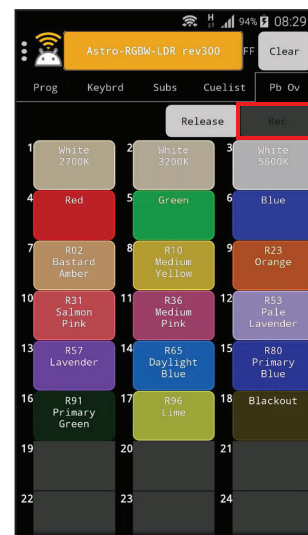 H 94% 08:29
Astro-RGBW-LDR rev300 FF Clear
Prog Keybrd Subs Cuelist Pb Ov
Release Rec
1 White 2700K
2 White 3200K
3 White 5600K
4 Red
5 Green
6 Blue
7 R02 Bastard Amber
8 R10 Medium Yellow
9 R23 Orange
10 R31 Salmon Pink
11 R36 Medium Pink
12 R53 Pale Lavender
13 R57 Lavender
14 R65 Daylight Blue
15 R80 Primary Blue
16 R91 Primary Green
17 R96 Lime
18 Blackout
19 20 21
22 23 24